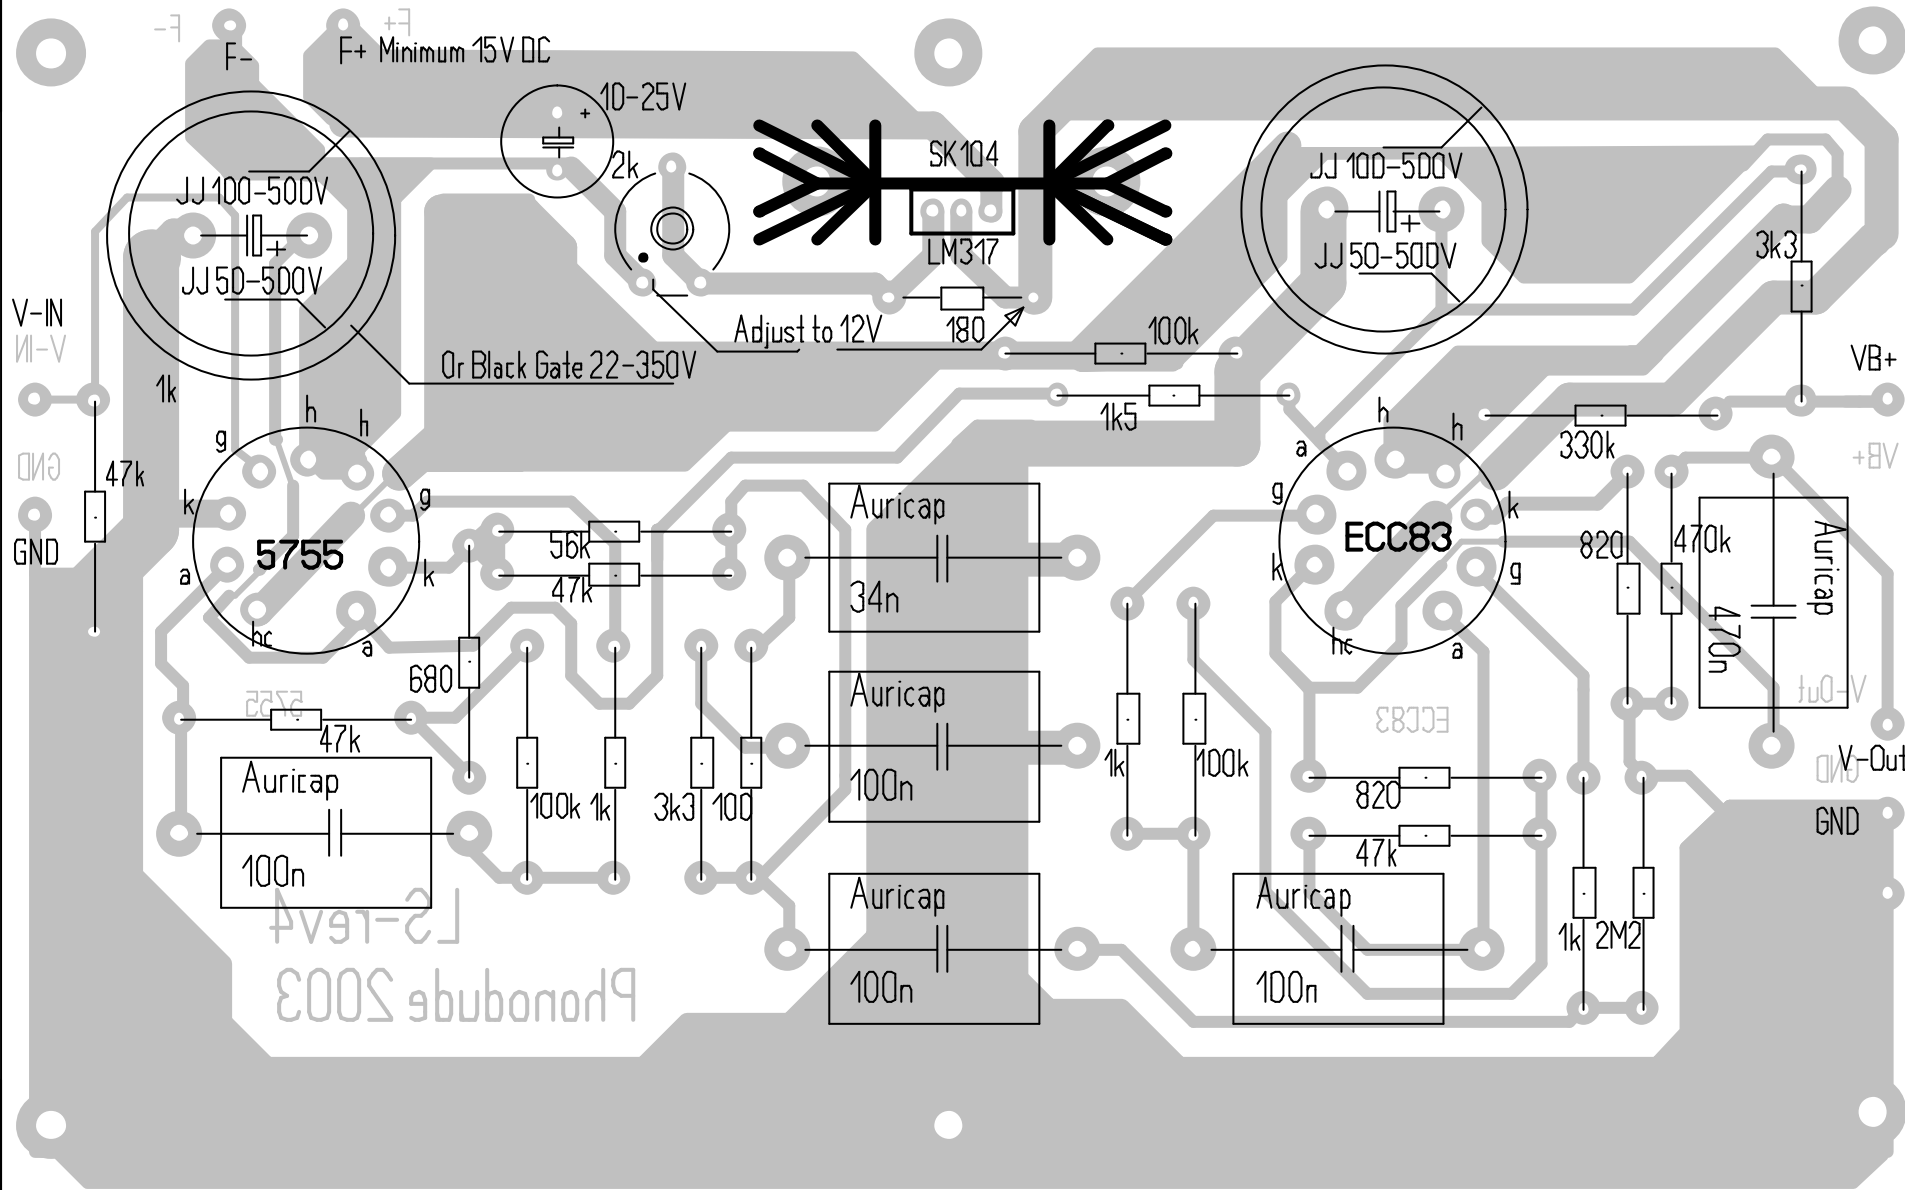 F-
F+
F-
F+ Minimum 15V DC
10-25V
2k
SK104
LM317
180
Adjust to 12V
JJ 100-500V
+
JJ 50-500V
Or Black Gate 22-350V
JJ 100-500V
+
JJ 50-500V
3k3
V-IN
V-IN
1k
100k
1k5
VB+
330k
VB+
GND
47k
GND
g
h
h
k
g
a
k
hc
a
5755
56k
47k
680
5755
47k
Auricap
100n
100k
1k
3k3
100
Auricap
34n
Auricap
100n
Auricap
100n
a
h
h
g
k
k
g
hc
a
ECC83
820
470k
Auricap
470n
V-Out
ECC83
1k
100k
820
47k
V-Out
GND
GND
Auricap
100n
1k
2M2
LS-rev4
Phonodude 2003